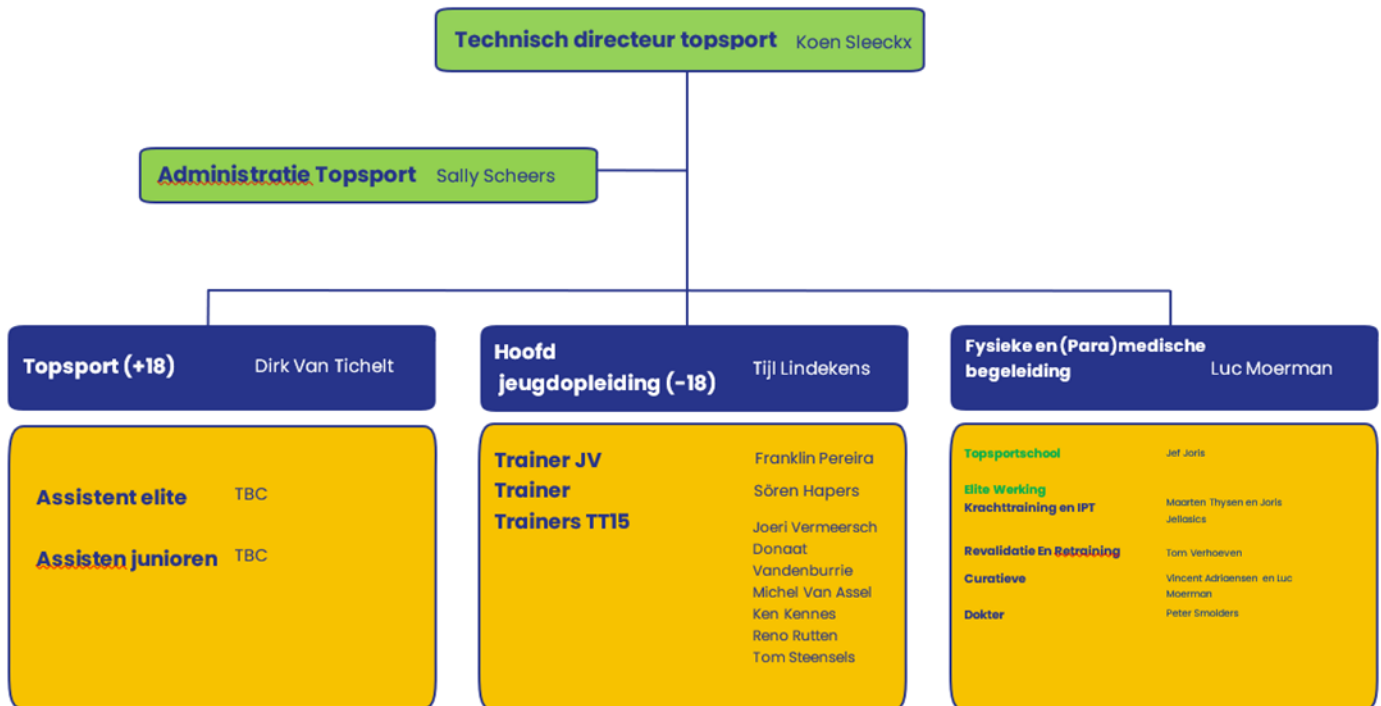 Technisch directeur topsport Koen Sleeckx
Administratie Topsport Sally Scheers
Topsport (+18) Dirk Van Tichelt
Assistent elite TBC
Assisten junioren TBC
Hoofd
jeugdopleiding (-18) Tijl Lindekens
Trainer JV Franklin Pereira
Trainer Sören Hapers
Trainers TT15 Joeri Vermeersch
Donaat
Vandenburrie
Michel Van Assel
Ken Kennes
Reno Rutten
Tom Steensels
Fysieke en (Para)medische
begeleiding Luc Moerman
Topsportschool Jef Joris
Elite Werking
Krachttraining en IPT Maarten Thysen en Joris
Jellasics
Revalidatie En Retraining Tom Verhoeven
Curatieve Vincent Adriaensen en Luc
Moerman
Dokter Peter Smolders